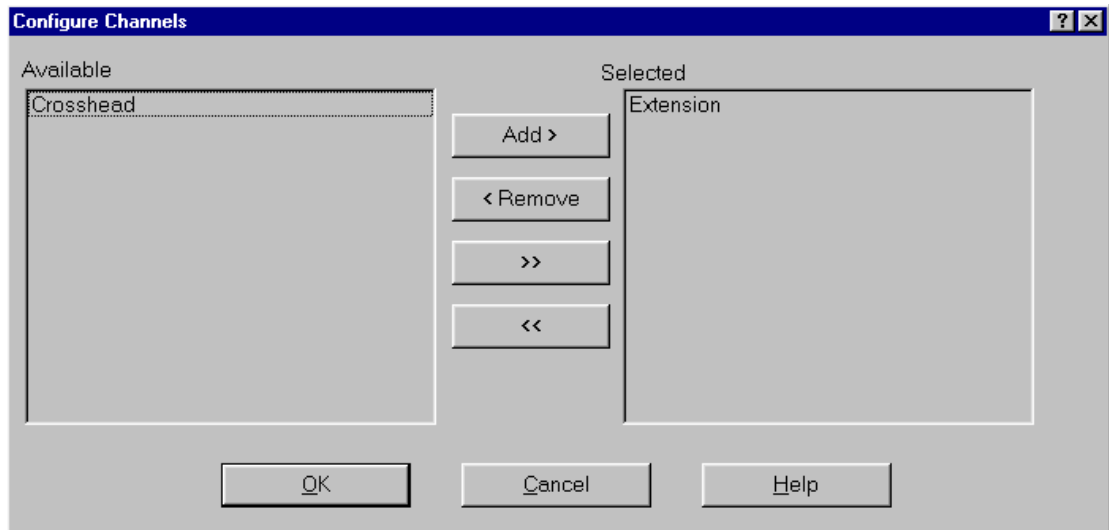 Configure Channels
Available
Selected
Crosshead
Extension
Add >
< Remove
>>
<<
OK
Cancel
Help